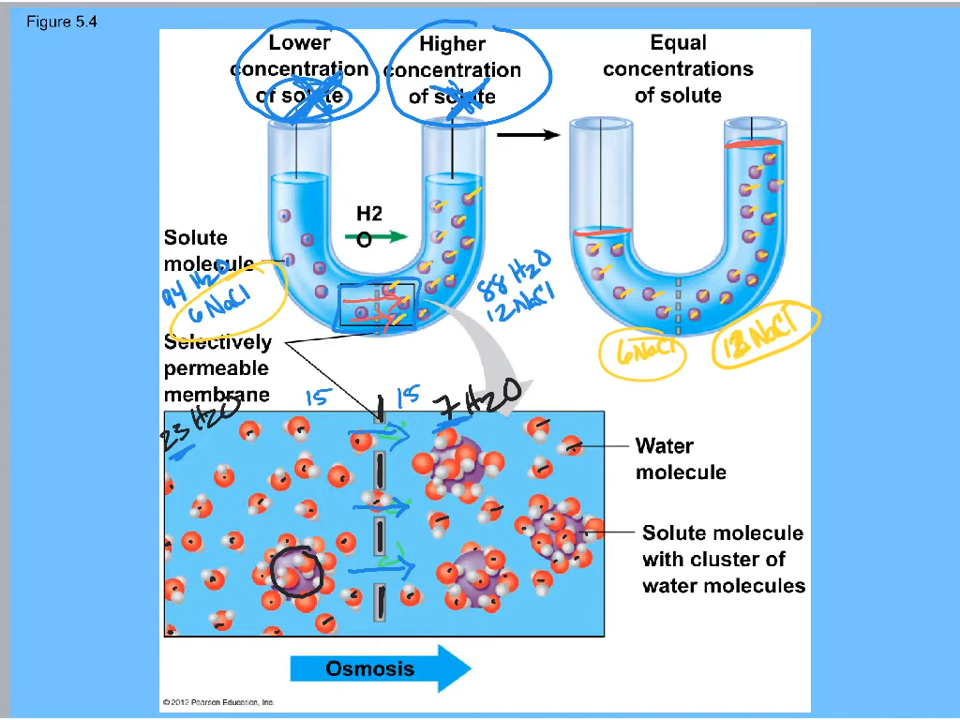 Figure 5.4
Lower
concentration
of solute
Higher
concentration
of solute
Equal
concentrations
of solute
H2
O
Solute
molecule
94 H2O
6 NaCl
88 H2O
12 NaCl
6 NaCl
NaCl
Selectively
permeable
membrane
15
15
23 H2O
7 H2O
Water
molecule
Solute molecule
with cluster of
water molecules
Osmosis
© 2012 Pearson Education, Inc.